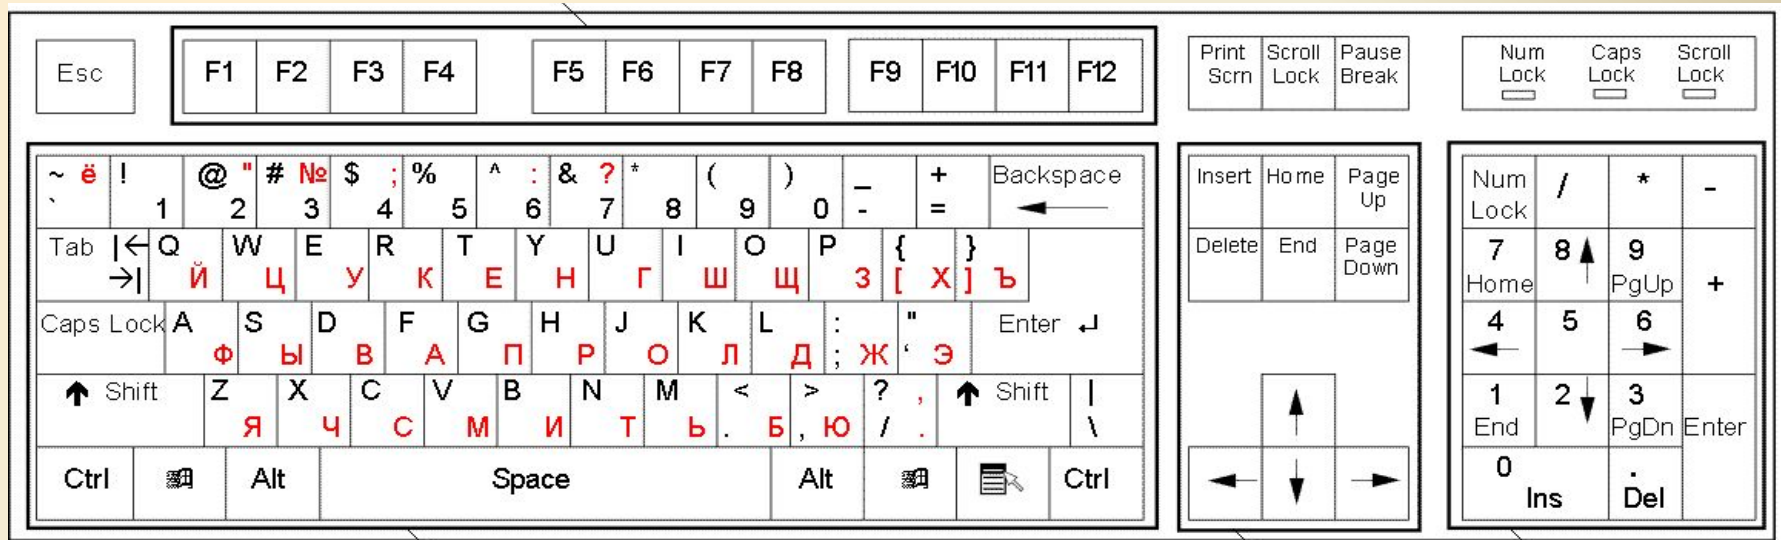 Esc F1 F2 F3 F4 F5 F6 F7 F8 F9 F10 F11 F12 Print Scrn Scroll Lock Pause Break Num Lock Caps Lock Scroll Lock
~ ё ` ! 1 @ " 2 # № 3 $ ; 4 % 5 ^ : 6 & ? 7 * 8 ( 9 ) 0 _ - + = Backspace Insert Home Page Up Num Lock / * -
Tab Q Й W Ц E У R К T Е Y Н U Г I Ш O Щ P З { [ Х } ] Ъ Delete End Page Down 7 Home 8 9 PgUp +
Caps Lock A Ф S Ы D В F А G П H Р J О K Л L Д : ; Ж " ‘ Э Enter 4 5 6
Shift Z Я X Ч C С V М B И N Т M Ь < . Б > , Ю ? , / . Shift | \ 1 End 2 3 PgDn Enter
Ctrl Alt Space Alt Ctrl 0 Ins . Del